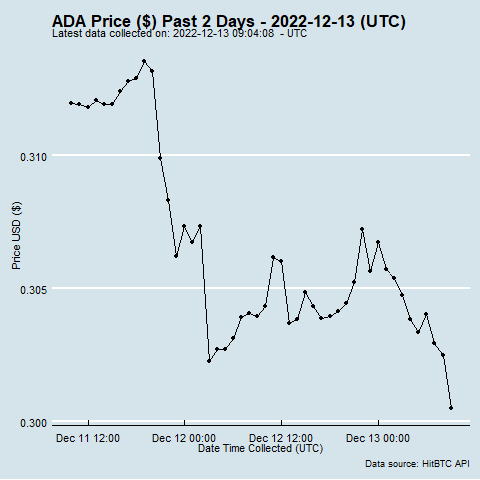 ADA Price ($) Past 2 Days - 2022-12-13 (UTC)
Latest data collected on: 2022-12-13 09:04:08 - UTC
0.310
0.305
0.300
Price USD ($)
Dec 11 12:00 Dec 12 00:00 Dec 12 12:00 Dec 13 00:00
Date Time Collected (UTC)
Data source: HitBTC API